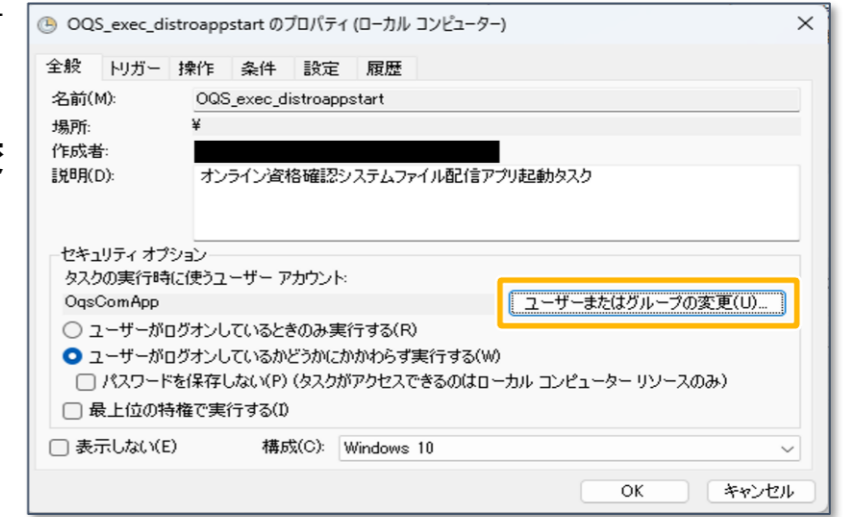 OQS_exec_distroappstart のプロパティ (ローカル コンピューター)
全般 トリガー 操作 条件 設定 履歴
名前(M): OQS_exec_distroappstart
場所: ¥
作成者:
説明(D): オンライン資格確認システムファイル配信アプリ起動タスク
セキュリティ オプション
タスクの実行時に使うユーザー アカウント:
OqsComApp ユーザーまたはグループの変更(U)...
ユーザーがログオンしているときのみ実行する(R)
ユーザーがログオンしているかどうかにかかわらず実行する(W)
パスワードを保存しない(P) (タスクがアクセスできるのはローカル コンピューター リソースのみ)
最上位の特権で実行する(I)
表示しない(E) 構成(C): Windows 10
OK キャンセル